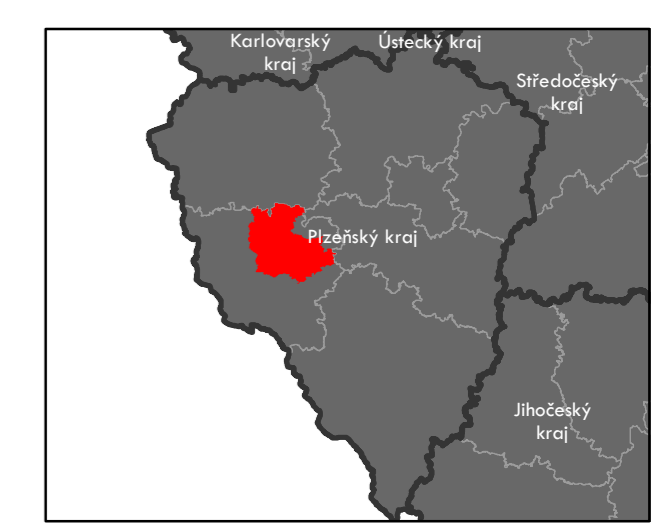 Karlovarský
kraj
Ústecký kraj
Středočeský
kraj
Plzeňský kraj
Jihočeský
kraj